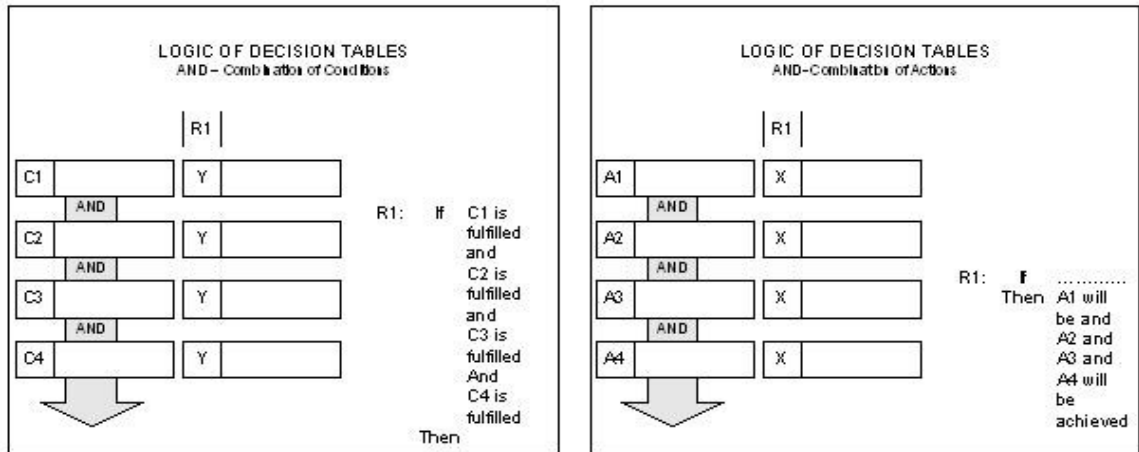 LOGIC OF DECISION TABLES
AND – Combination of Conditions
R1
C1 Y
AND
C2 Y
AND
C3 Y
AND
C4 Y
R1: If C1 is
fulfilled
and
C2 is
fulfilled
and
C3 is
fulfilled
And
C4 is
fulfilled
Then
LOGIC OF DECISION TABLES
AND-Combination of Actions
R1
A1 X
AND
A2 X
AND
A3 X
AND
A4 X
R1: If ............
Then A1 will
be and
A2 and
A3 and
A4 will
be
achieved